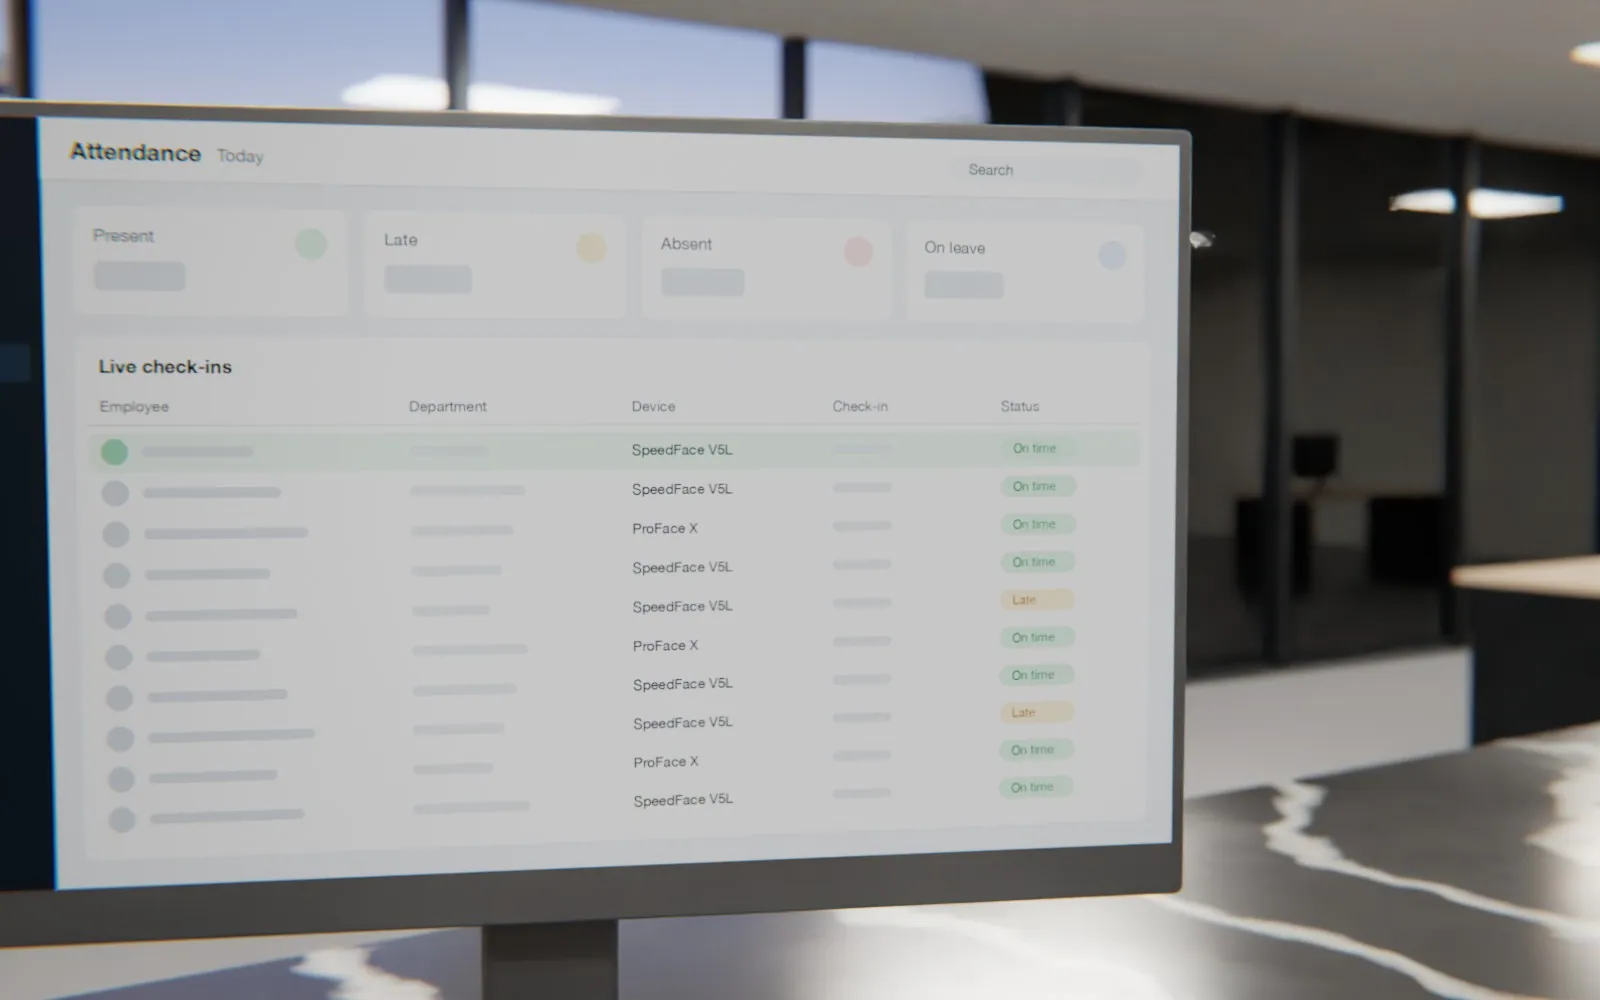 Attendance Today
Search
Present
Late
Absent
On leave
Live check-ins
Employee Department Device Check-in Status
SpeedFace V5L On time
SpeedFace V5L On time
ProFace X On time
SpeedFace V5L On time
SpeedFace V5L Late
ProFace X On time
SpeedFace V5L On time
SpeedFace V5L Late
ProFace X On time
SpeedFace V5L On time